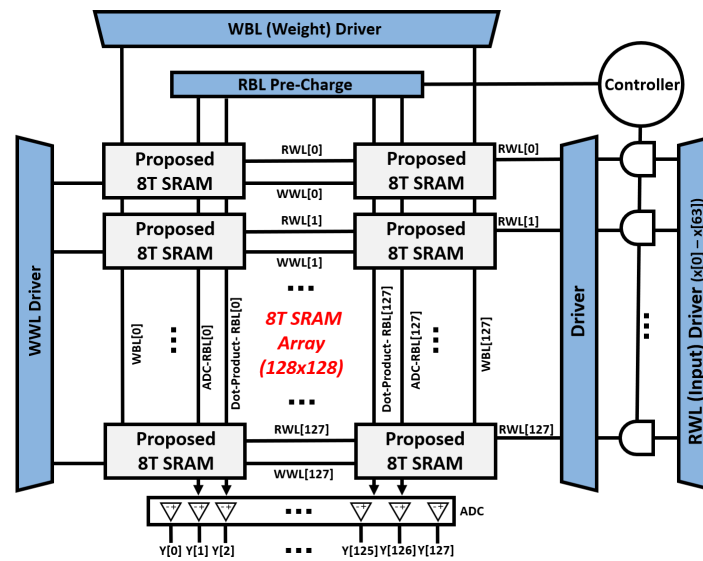 WBL (Weight) Driver
RBL Pre-Charge
Controller
Proposed
8T SRAM
RWL[0]
WWL[0]
Proposed
8T SRAM
RWL[0]
Proposed
8T SRAM
RWL[1]
WWL[1]
Proposed
8T SRAM
RWL[1]
WWL Driver
WBL[0]
ADC-RBL[0]
Dot-Product- RBL[0]
8T SRAM
Array
(128x128)
Dot-Product- RBL[127]
ADC-RBL[127]
WBL[127]
Driver
RWL (Input) Driver (x[0] – x[63])
Proposed
8T SRAM
RWL[127]
WWL[127]
Proposed
8T SRAM
RWL[127]
- +
- +
- +
- +
- +
- +
ADC
Y[0] Y[1] Y[2] Y[125] Y[126] Y[127]